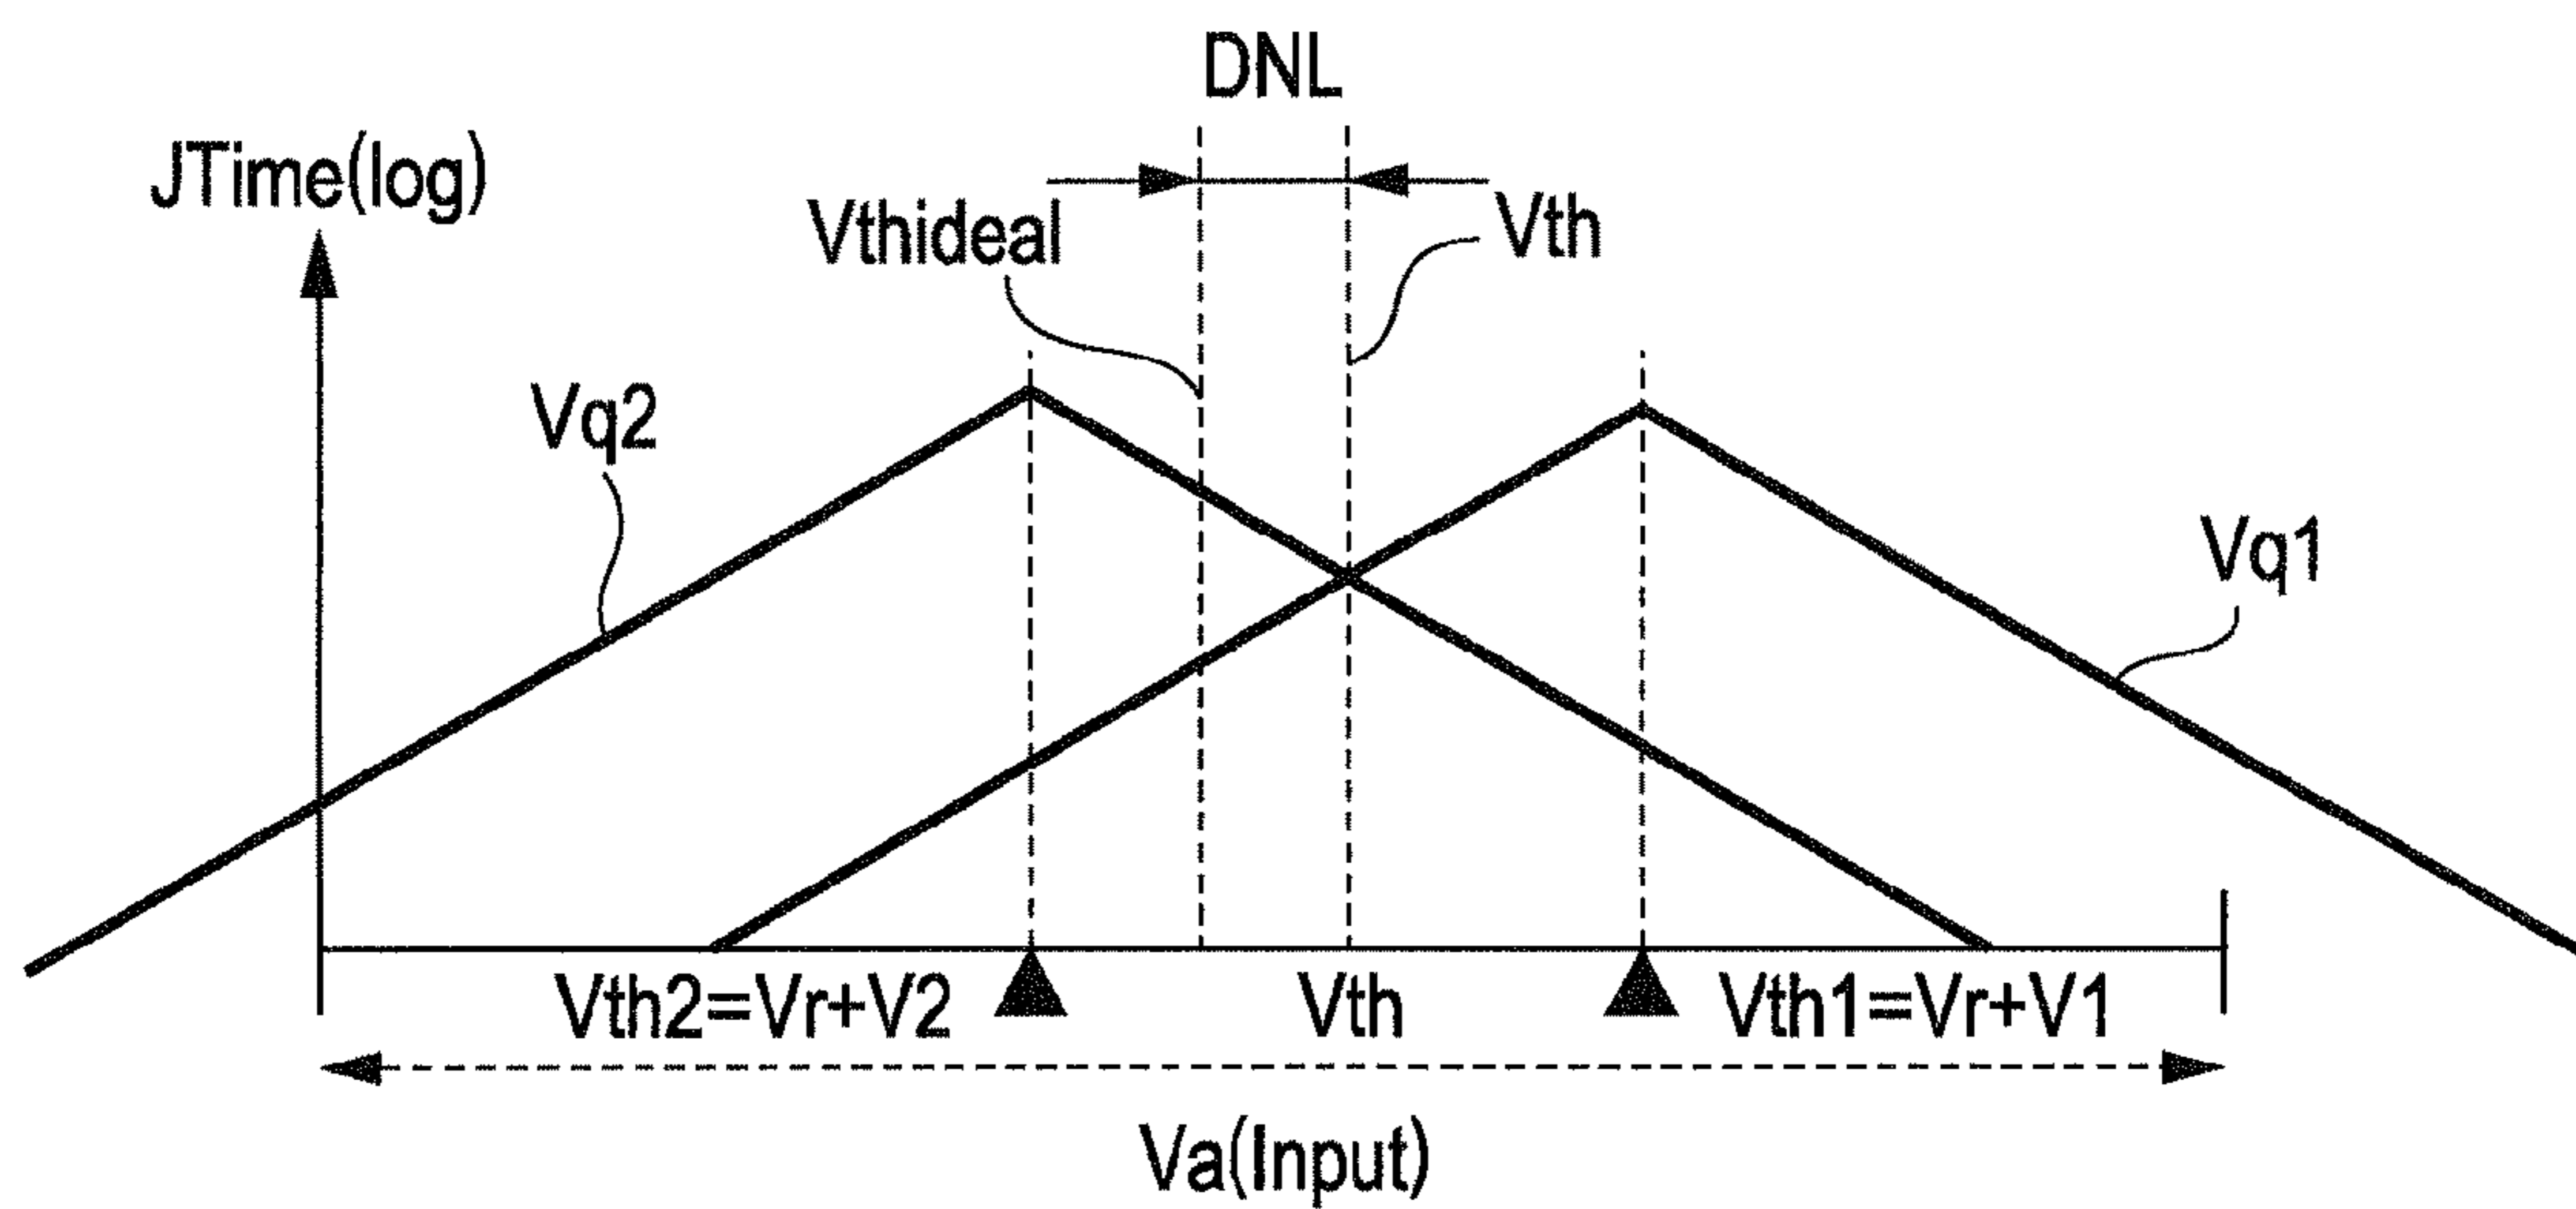 DNL
JTime(log)
Vthideal
Vth
Vq2
Vq1
Vth2=Vr+V2
Vth
Vth1=Vr+V1
Va(Input)